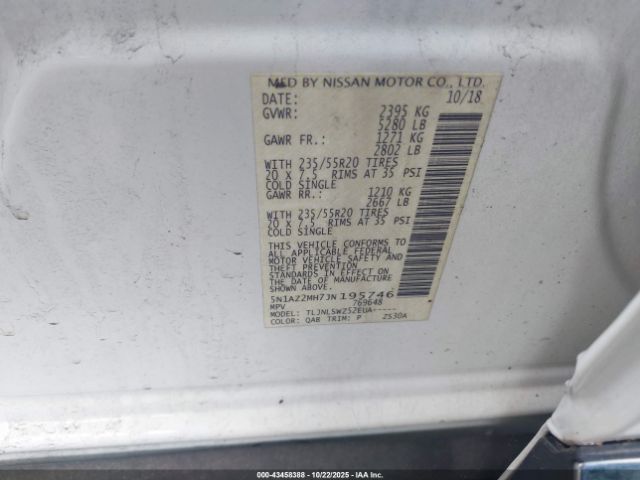 MFD BY NISSAN MOTOR CO., LTD.
DATE: 10/18
GVWR: 2395 KG
5280 LB
GAWR FR.: 1271 KG
2802 LB
WITH 235/55R20 TIRES
20 X 7.5 RIMS AT 35 PSI
COLD SINGLE
GAWR RR.: 1210 KG
2667 LB
WITH 235/55R20 TIRES
20 X 7.5 RIMS AT 35 PSI
COLD SINGLE
THIS VEHICLE CONFORMS TO
ALL APPLICABLE FEDERAL
MOTOR VEHICLE SAFETY AND
THEFT PREVENTION
STANDARDS IN EFFECT ON
THE DATE OF MANUFACTURE
SHOWN ABOVE.
5N1AZ2MH7JN195746
MPV 769648
MODEL: TLJNLSWZ52EUA-----
COLOR: QAB TRIM: P ZS30A
000-43458388 | 10/22/2025 | IAA Inc.